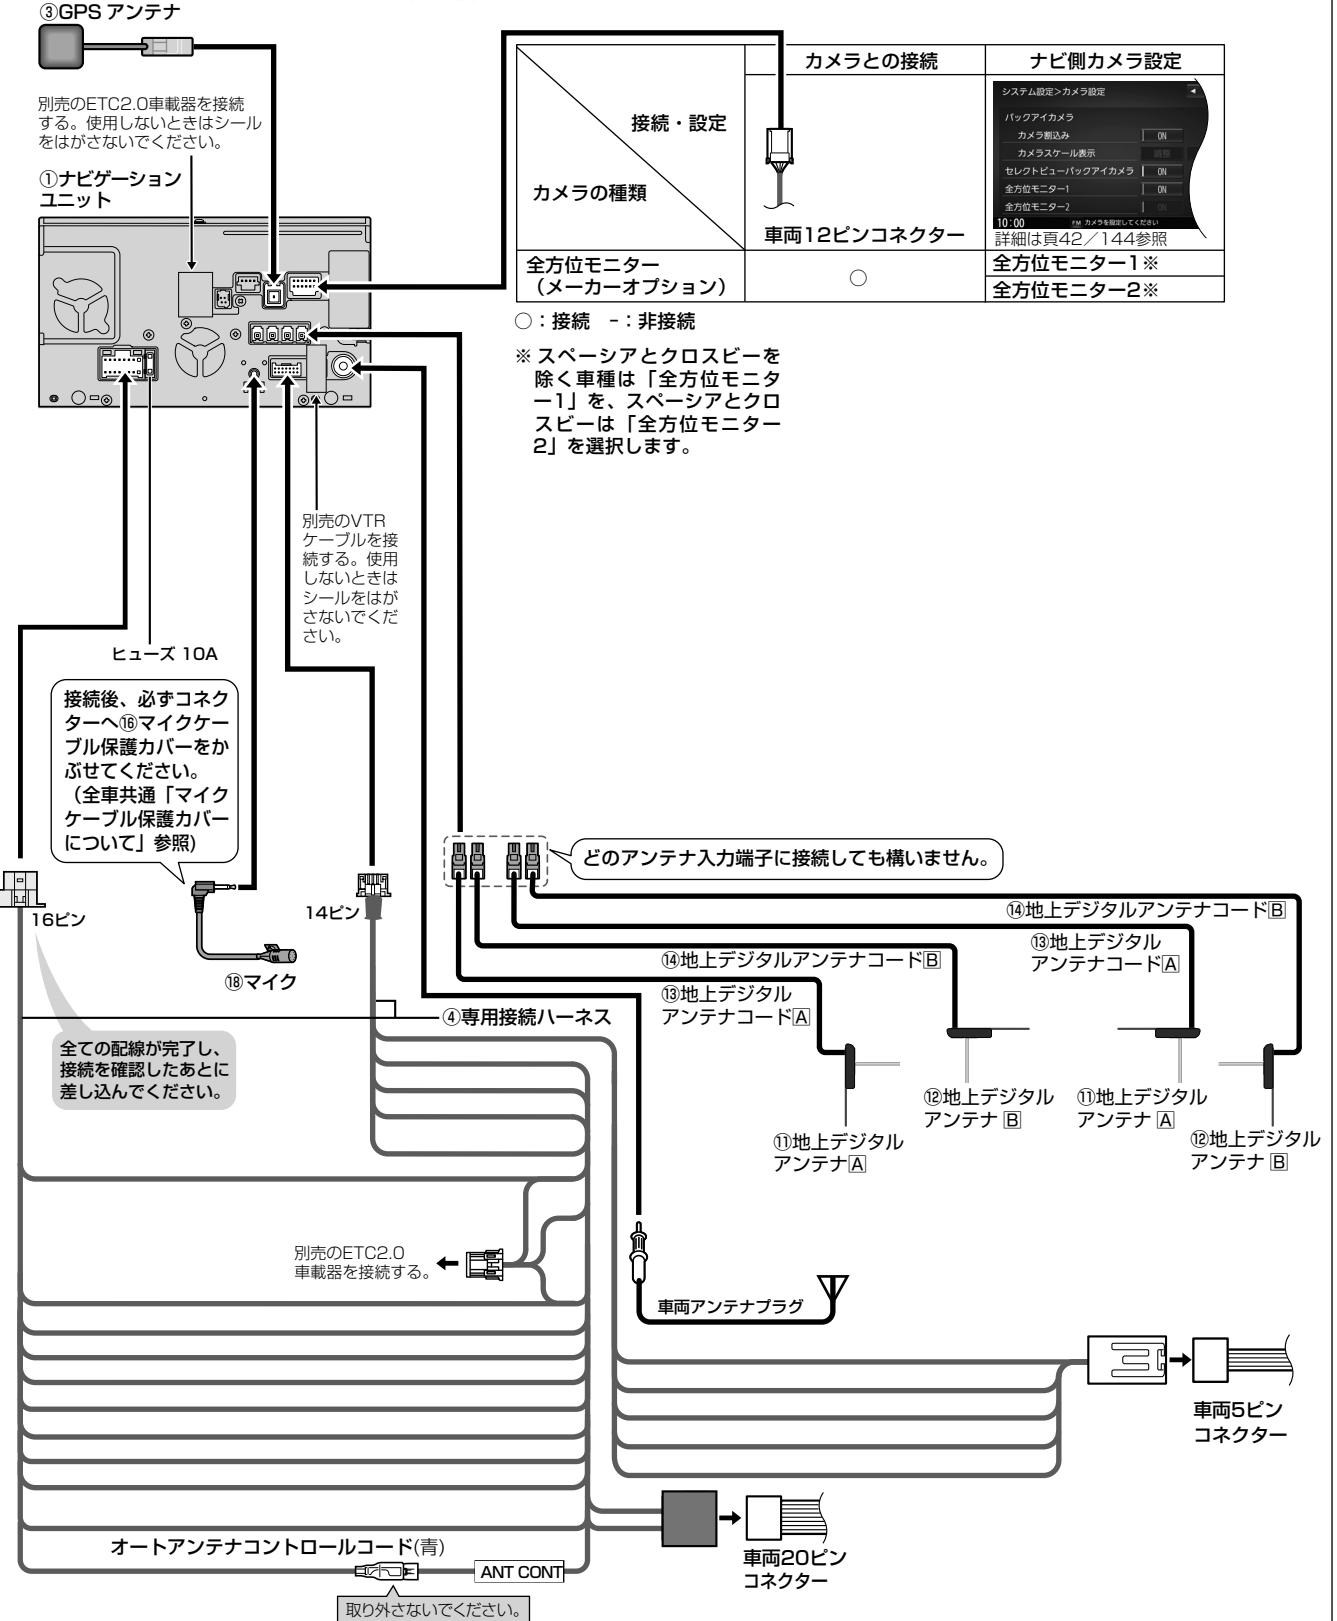 ③GPS アンテナ
別売のETC2.0車載器を接続
する。使用しないときはシール
をはがさないでください。
①ナビゲーション
ユニット
カメラとの接続
ナビ側カメラ設定
接続・設定
カメラの種類
車両12ピンコネクター
システム設定>カメラ設定
バックアイカメラ
カメラ割込み
ON
カメラスケール表示
調整
セレクトビューバックアイカメラ
ON
全方位モニター1
ON
全方位モニター2
ON
10:00
FM カメラを設定してください
詳細は頁42／144参照
全方位モニター
（メーカーオプション）
○
全方位モニター1※
全方位モニター2※
○：接続　−：非接続
※ スペーシアとクロスビーを
除く車種は「全方位モニタ
ー1」を、スペーシアとクロ
スビーは「全方位モニター
2」を選択します。
別売のVTR
ケーブルを接
続する。使用
しないときは
シールをはが
さないでくだ
さい。
ヒューズ 10A
接続後、必ずコネク
ターへ⑯マイクケー
ブル保護カバーをか
ぶせてください。
（全車共通「マイク
ケーブル保護カバー
について」参照)
どのアンテナ入力端子に接続しても構いません。
16ピン
14ピン
⑱マイク
⑭地上デジタルアンテナコードB
⑬地上デジタル
アンテナコードA
⑭地上デジタルアンテナコードB
⑬地上デジタル
アンテナコードA
④専用接続ハーネス
全ての配線が完了し、
接続を確認したあとに
差し込んでください。
⑫地上デジタル
アンテナ B
⑪地上デジタル
アンテナ A
⑪地上デジタル
アンテナA
⑫地上デジタル
アンテナ B
別売のETC2.0
車載器を接続する。
車両アンテナプラグ
車両5ピン
コネクター
オートアンテナコントロールコード(青)
ANT CONT
車両20ピン
コネクター
取り外さないでください。